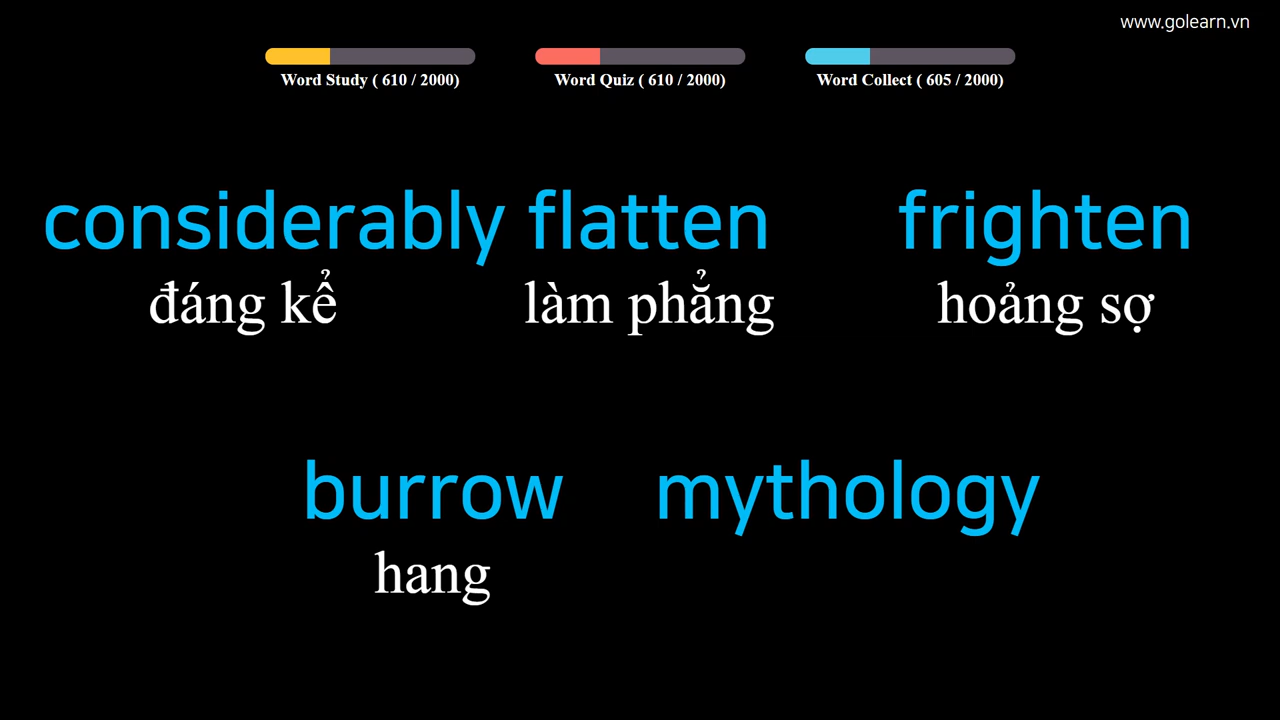 www.golearn.vn
Word Study ( 610 / 2000) Word Quiz ( 610 / 2000) Word Collect ( 605 / 2000)
considerably flatten frighten
đáng kể làm phẳng hoảng sợ
burrow mythology
hang